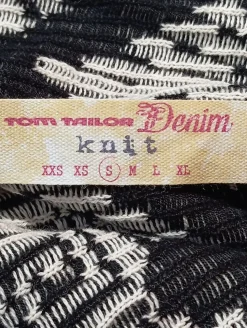 TOM TAILOR Denim
knit
XXS XS S M L XL